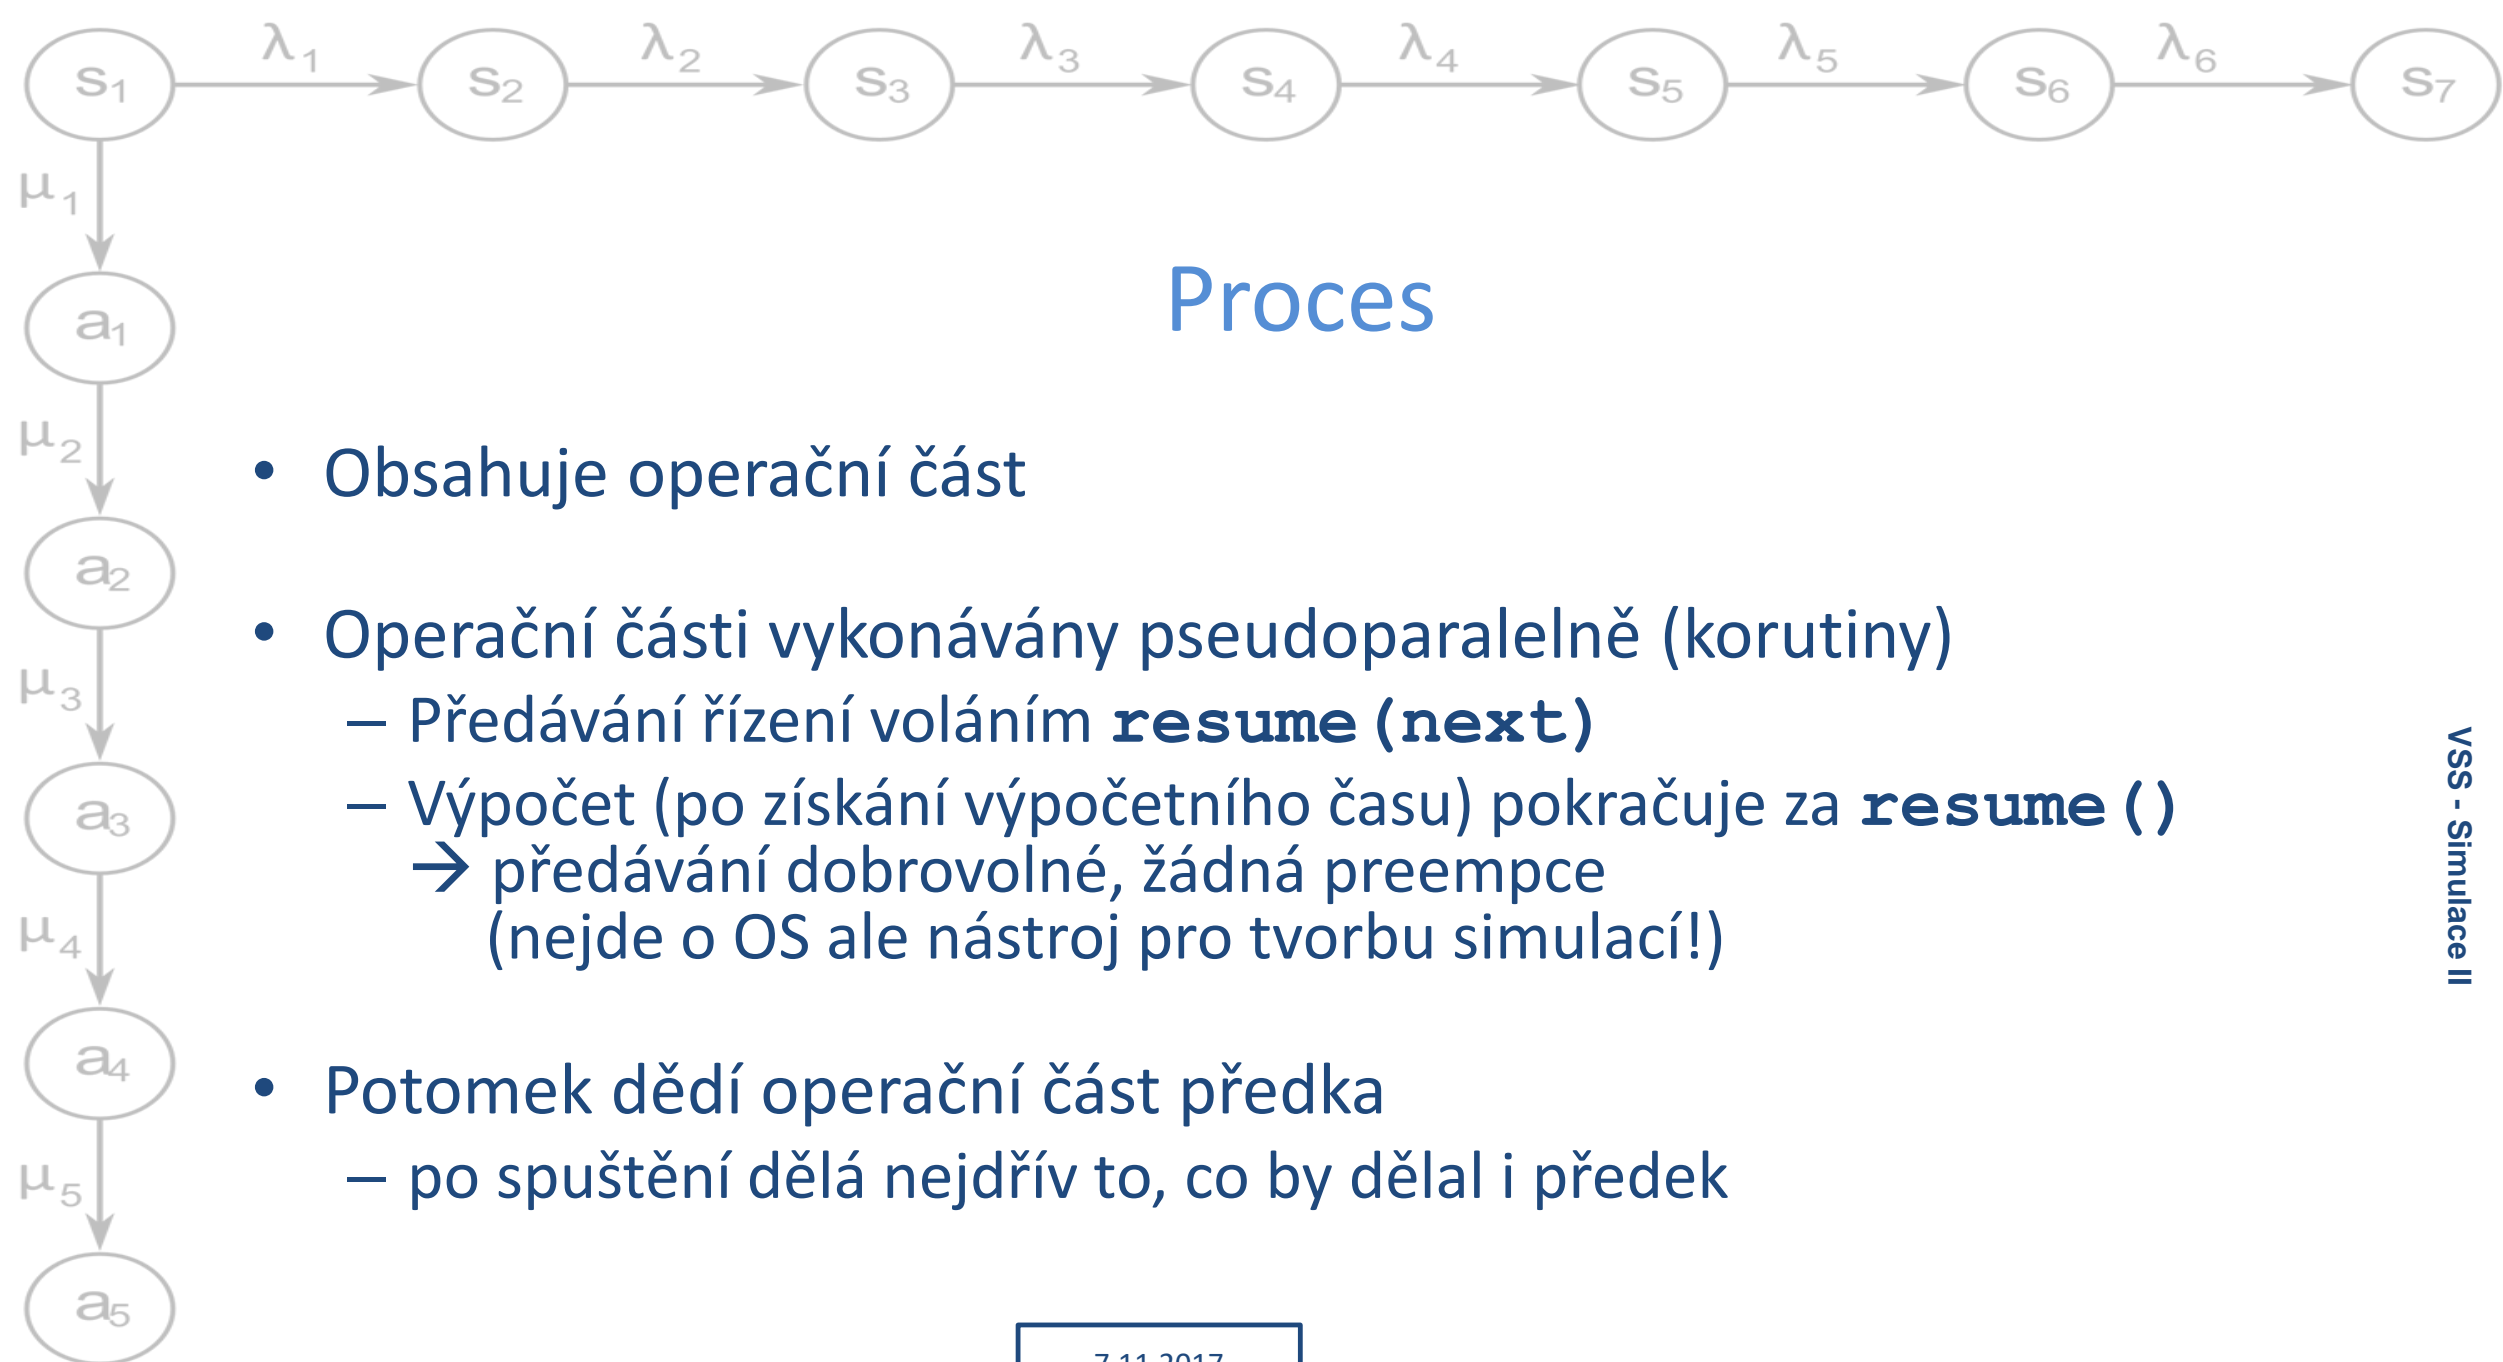 s1 λ1 s2 λ2 s3 λ3 s4 λ4 s5 λ5 s6 λ6 s7
μ1
a1
μ2
a2
μ3
a3
μ4
a4
μ5
a5
Proces
• Obsahuje operační část
• Operační části vykonávány pseudoparalelně (korutiny)
– Předávání řízení voláním resume(next)
– Výpočet (po získání výpočetního času) pokračuje za resume()
→ předávání dobrovolné, žádná preempce
(nejde o OS ale nástroj pro tvorbu simulací!)
• Potomek dědí operační část předka
– po spuštění dělá nejdřív to, co by dělal i předek
VSS - Simulace II
7.11.2017